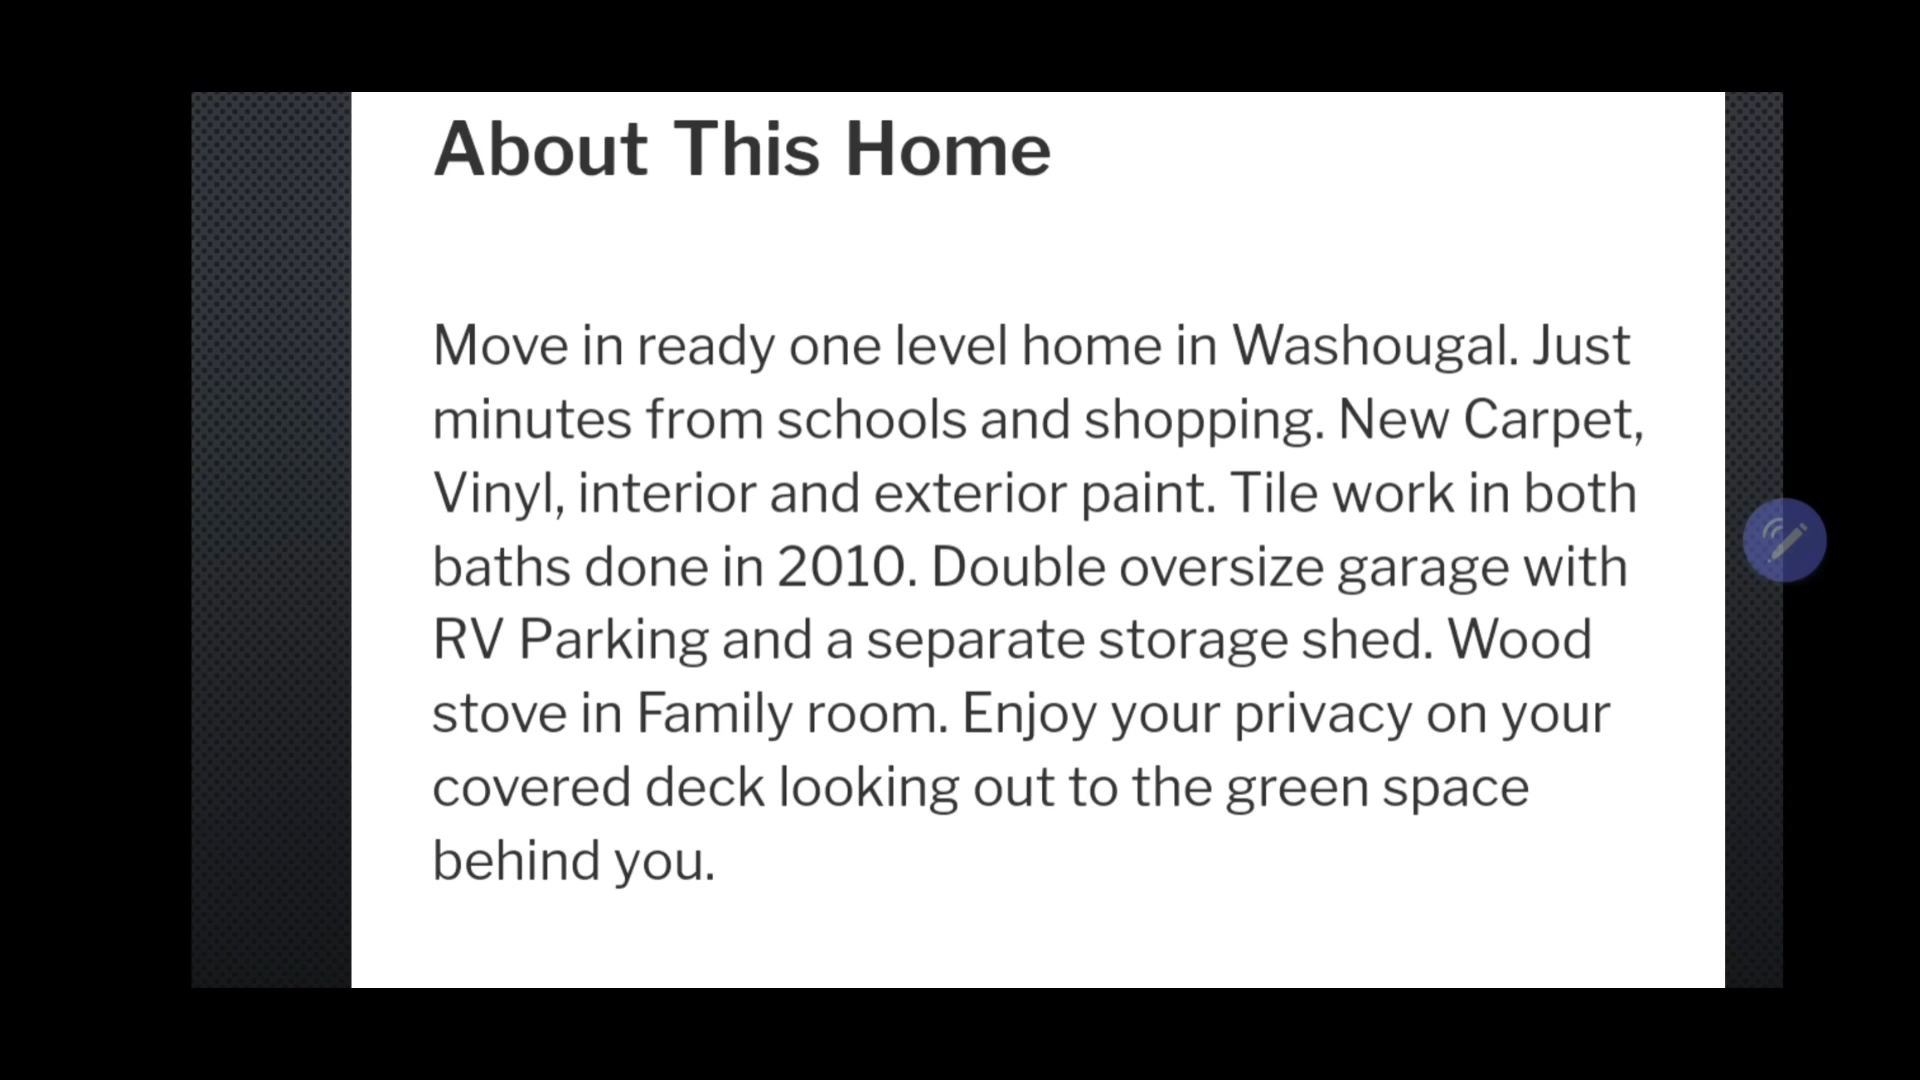 About This Home
Move in ready one level home in Washougal. Just
minutes from schools and shopping. New Carpet,
Vinyl, interior and exterior paint. Tile work in both
baths done in 2010. Double oversize garage with
RV Parking and a separate storage shed. Wood
stove in Family room. Enjoy your privacy on your
covered deck looking out to the green space
behind you.